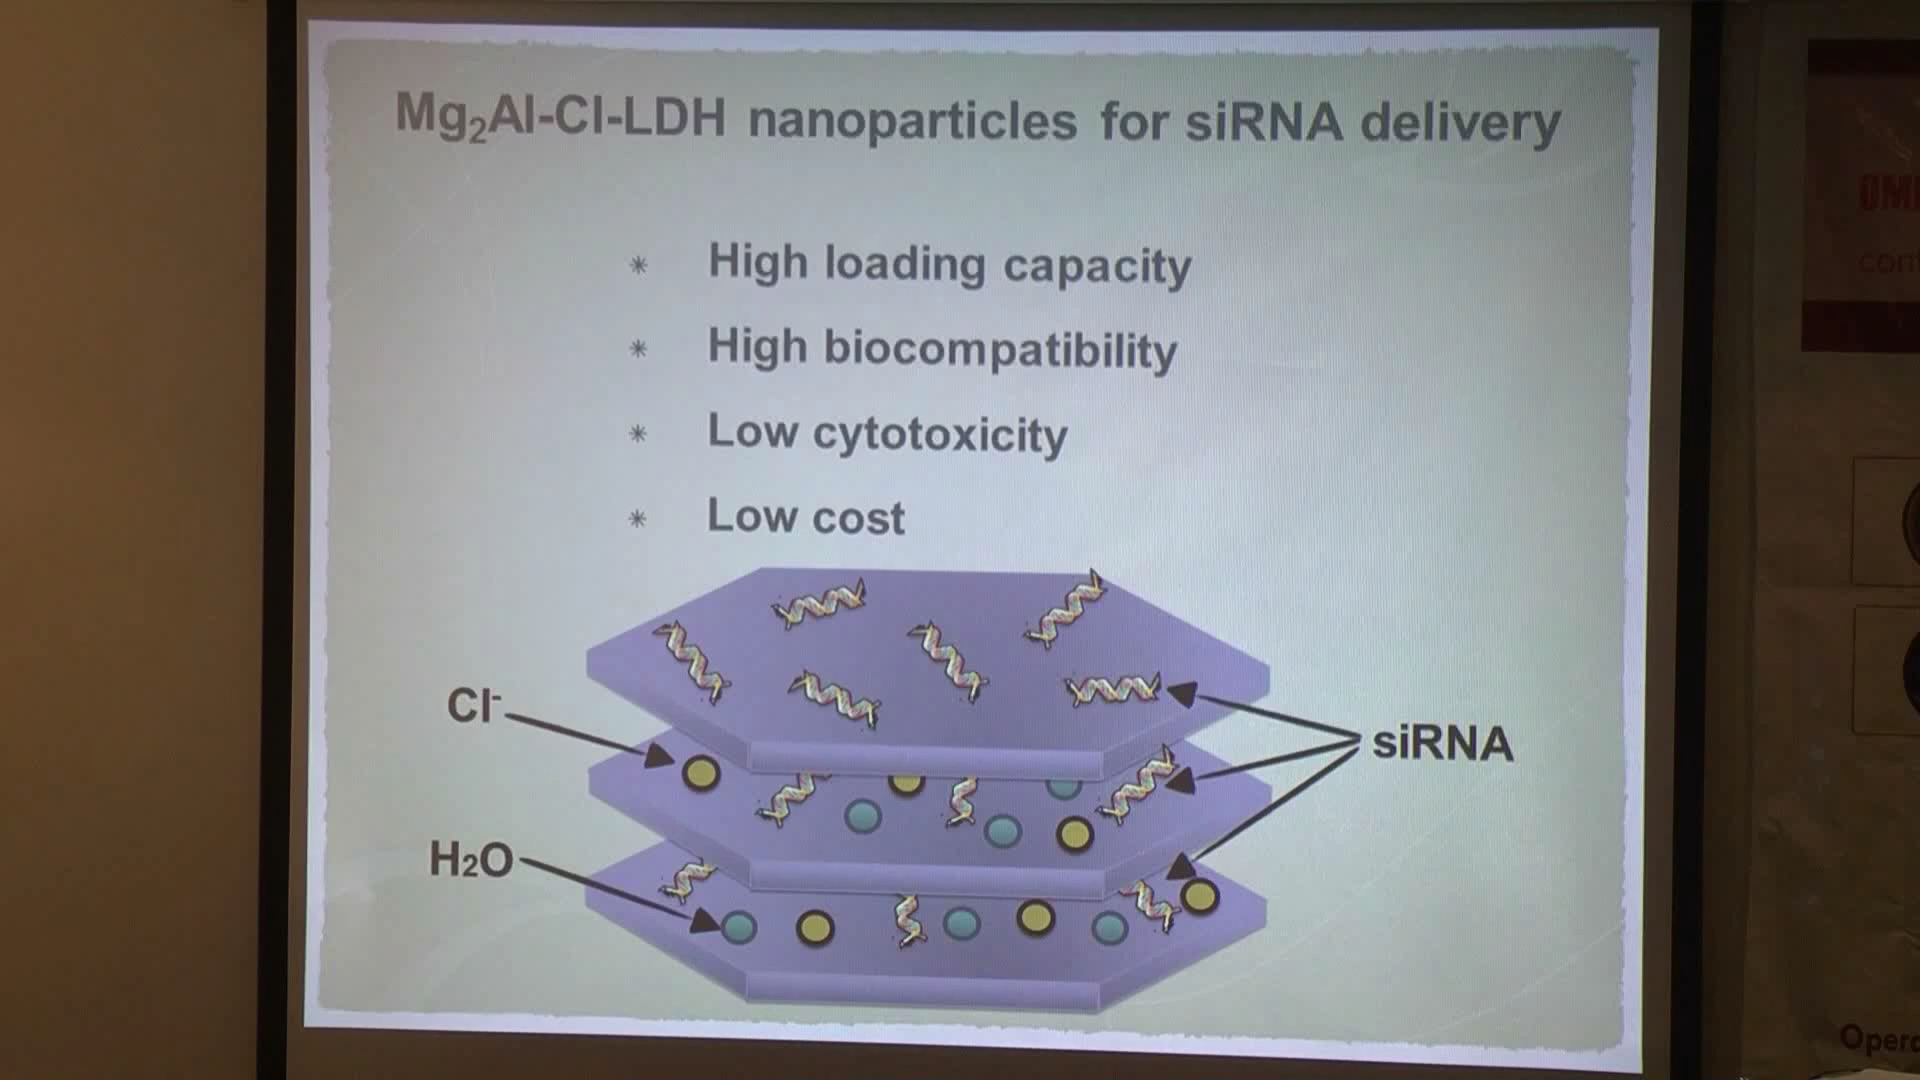 Mg₂Al-Cl-LDH nanoparticles for siRNA delivery
* High loading capacity
* High biocompatibility
* Low cytotoxicity
* Low cost
Cl⁻
siRNA
H₂O